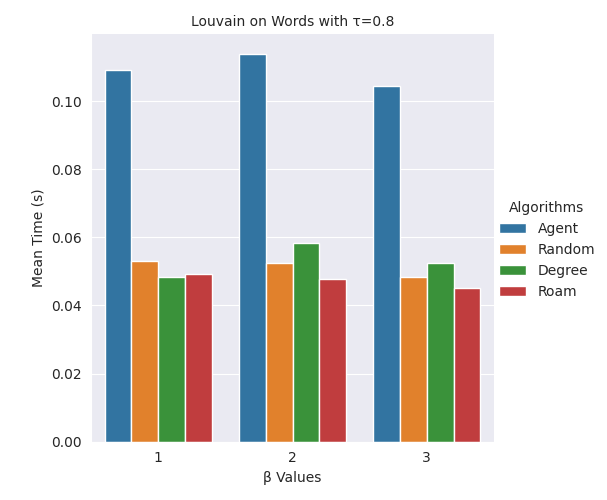 Louvain on Words with τ=0.8
Mean Time (s)
0.10
0.08
0.06
0.04
0.02
0.00
1 2 3
β Values
Algorithms
Agent
Random
Degree
Roam